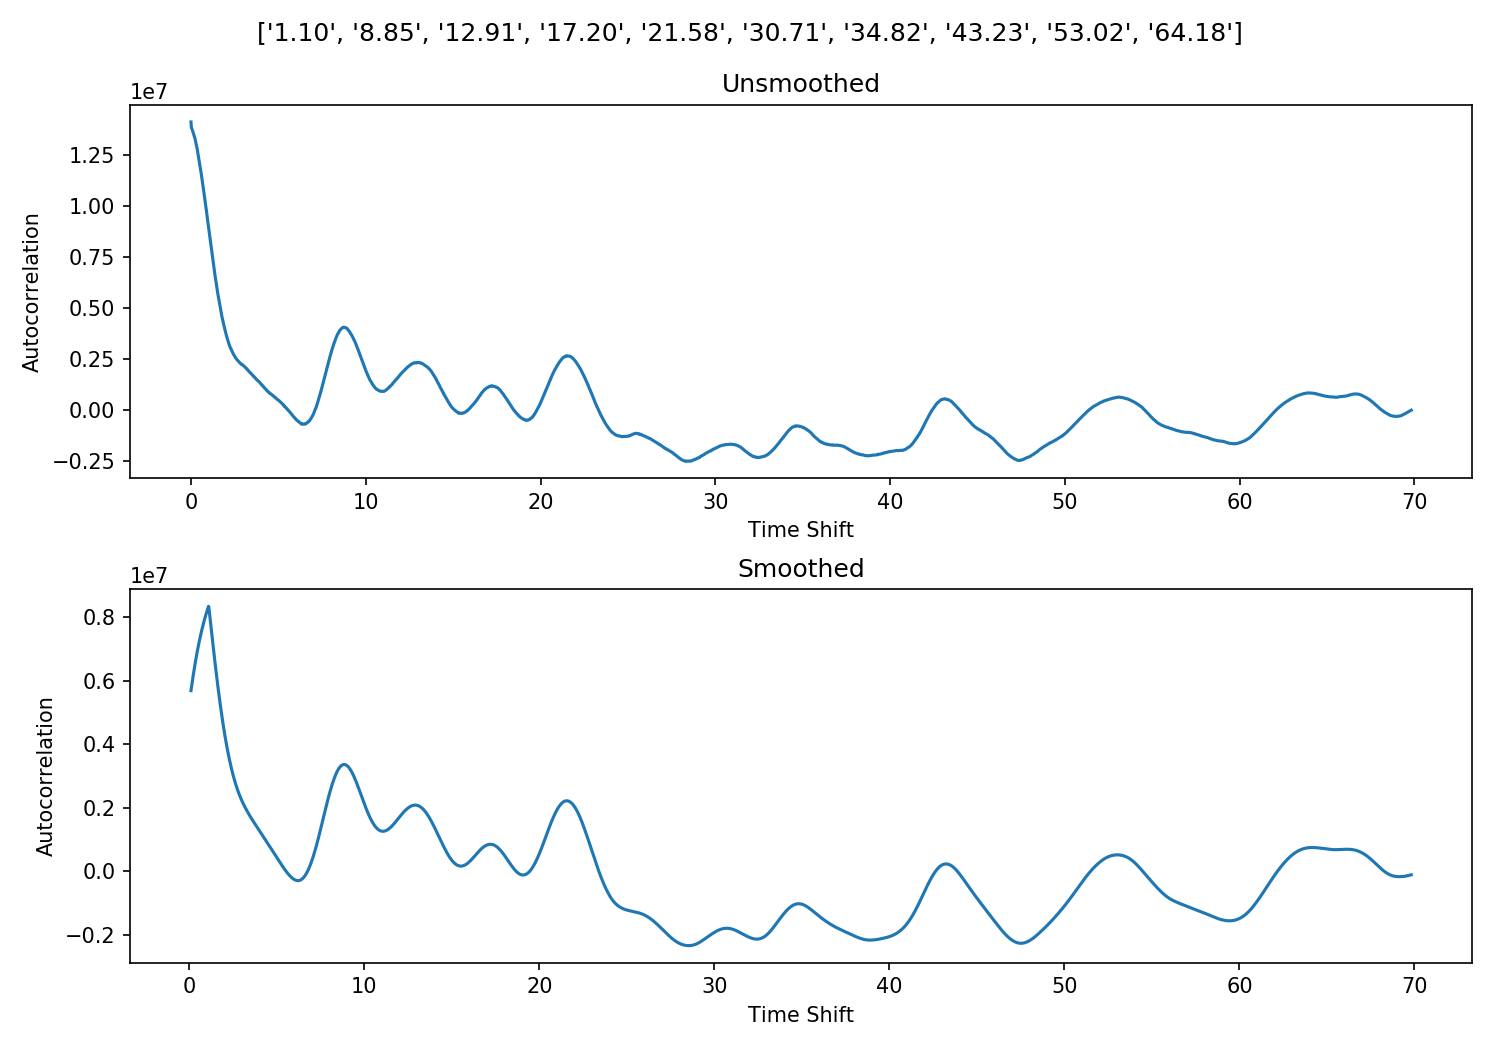 ['1.10', '8.85', '12.91', '17.20', '21.58', '30.71', '34.82', '43.23', '53.02', '64.18']
Unsmoothed
1e7
1.25
1.00
0.75
0.50
0.25
0.00
−0.25
Autocorrelation
0 10 20 30 40 50 60 70
Time Shift
Smoothed
1e7
0.8
0.6
0.4
0.2
0.0
−0.2
Autocorrelation
0 10 20 30 40 50 60 70
Time Shift